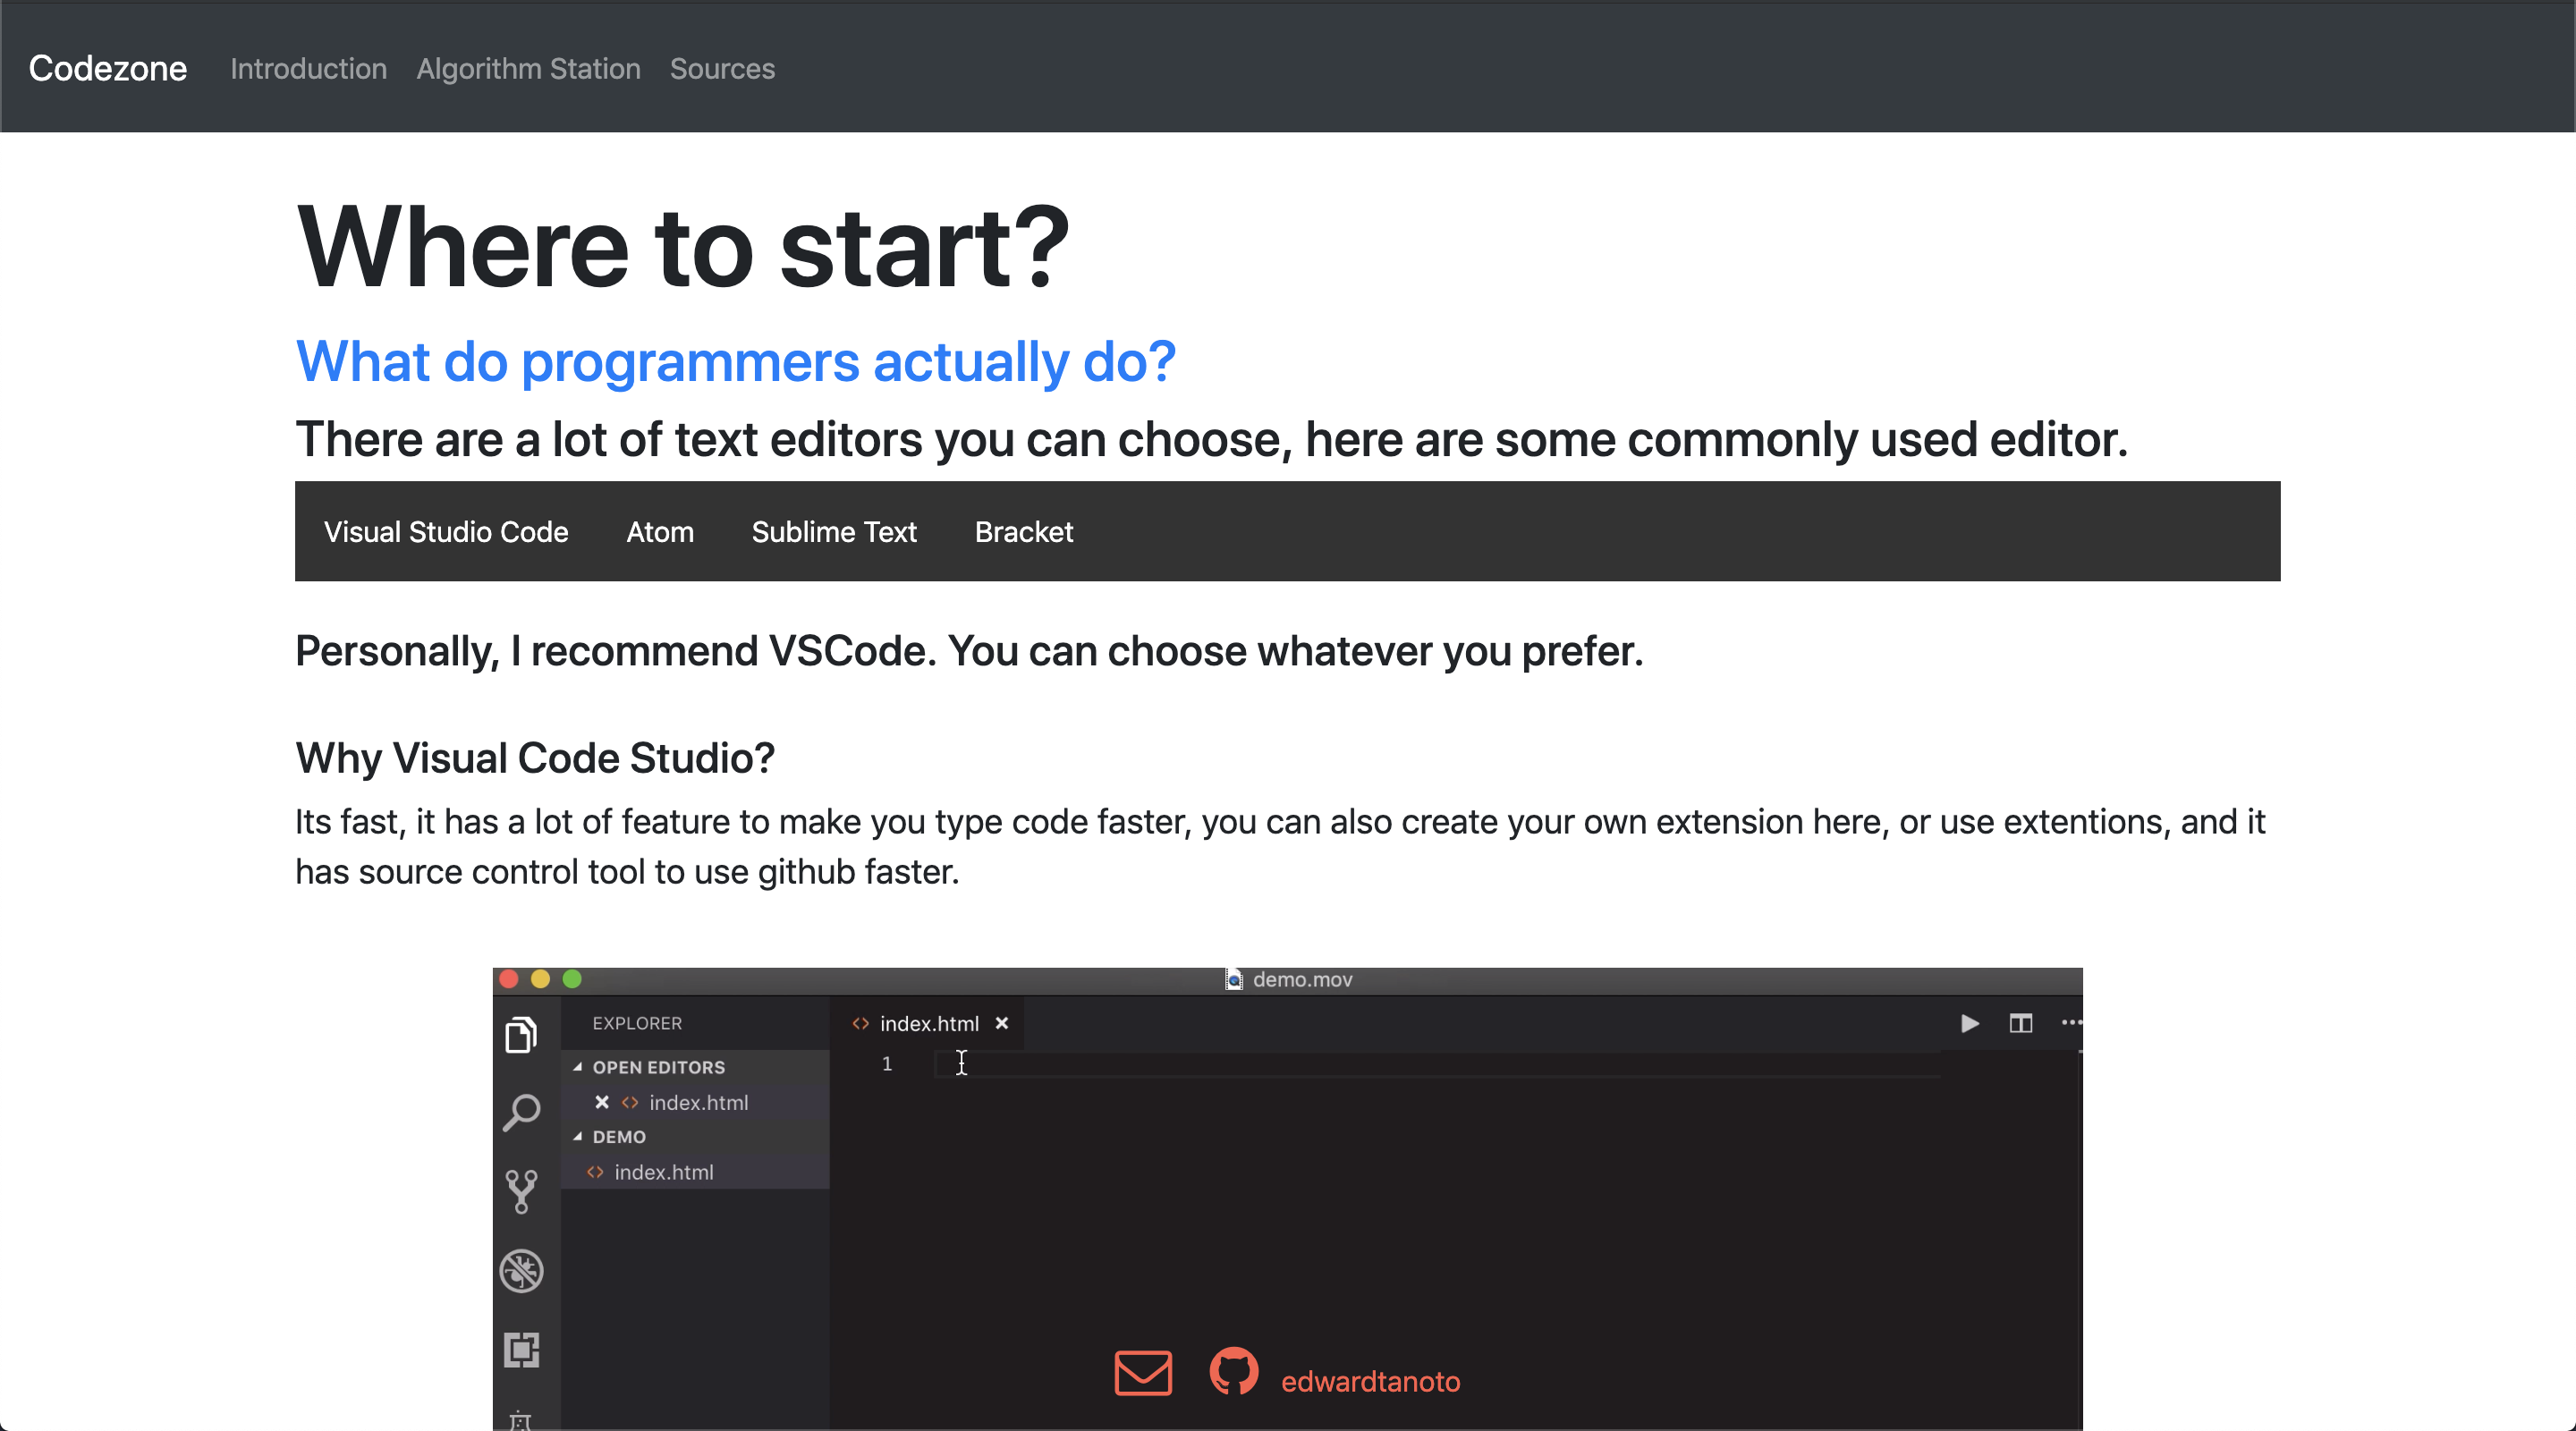 Codezone Introduction Algorithm Station Sources
Where to start?
What do programmers actually do?
There are a lot of text editors you can choose, here are some commonly used editor.
Visual Studio Code Atom Sublime Text Bracket
Personally, I recommend VSCode. You can choose whatever you prefer.
Why Visual Code Studio?
Its fast, it has a lot of feature to make you type code faster, you can also create your own extension here, or use extentions, and it
has source control tool to use github faster.
demo.mov
EXPLORER
<> index.html ×
OPEN EDITORS
1
× <> index.html
DEMO
<> index.html
edwardtanoto